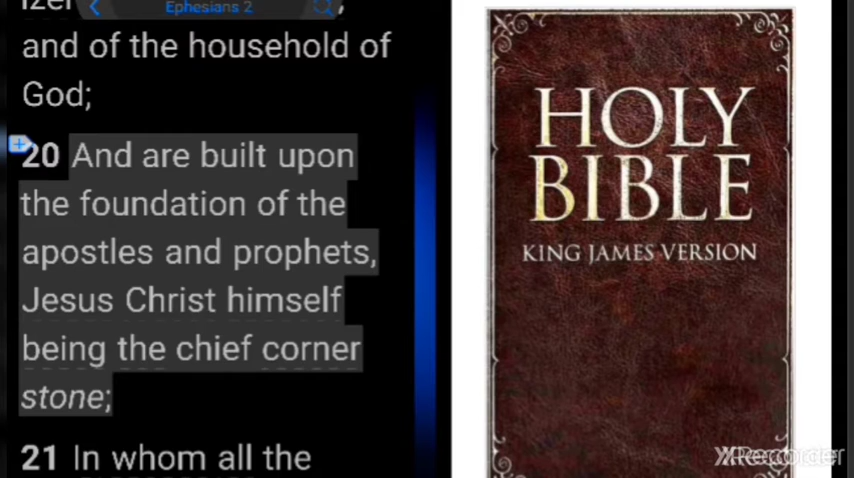 Ephesians 2
and of the household of
God;
20 And are built upon
the foundation of the
apostles and prophets,
Jesus Christ himself
being the chief corner
stone;
21 In whom all the
HOLY
BIBLE
KING JAMES VERSION
XRecorder